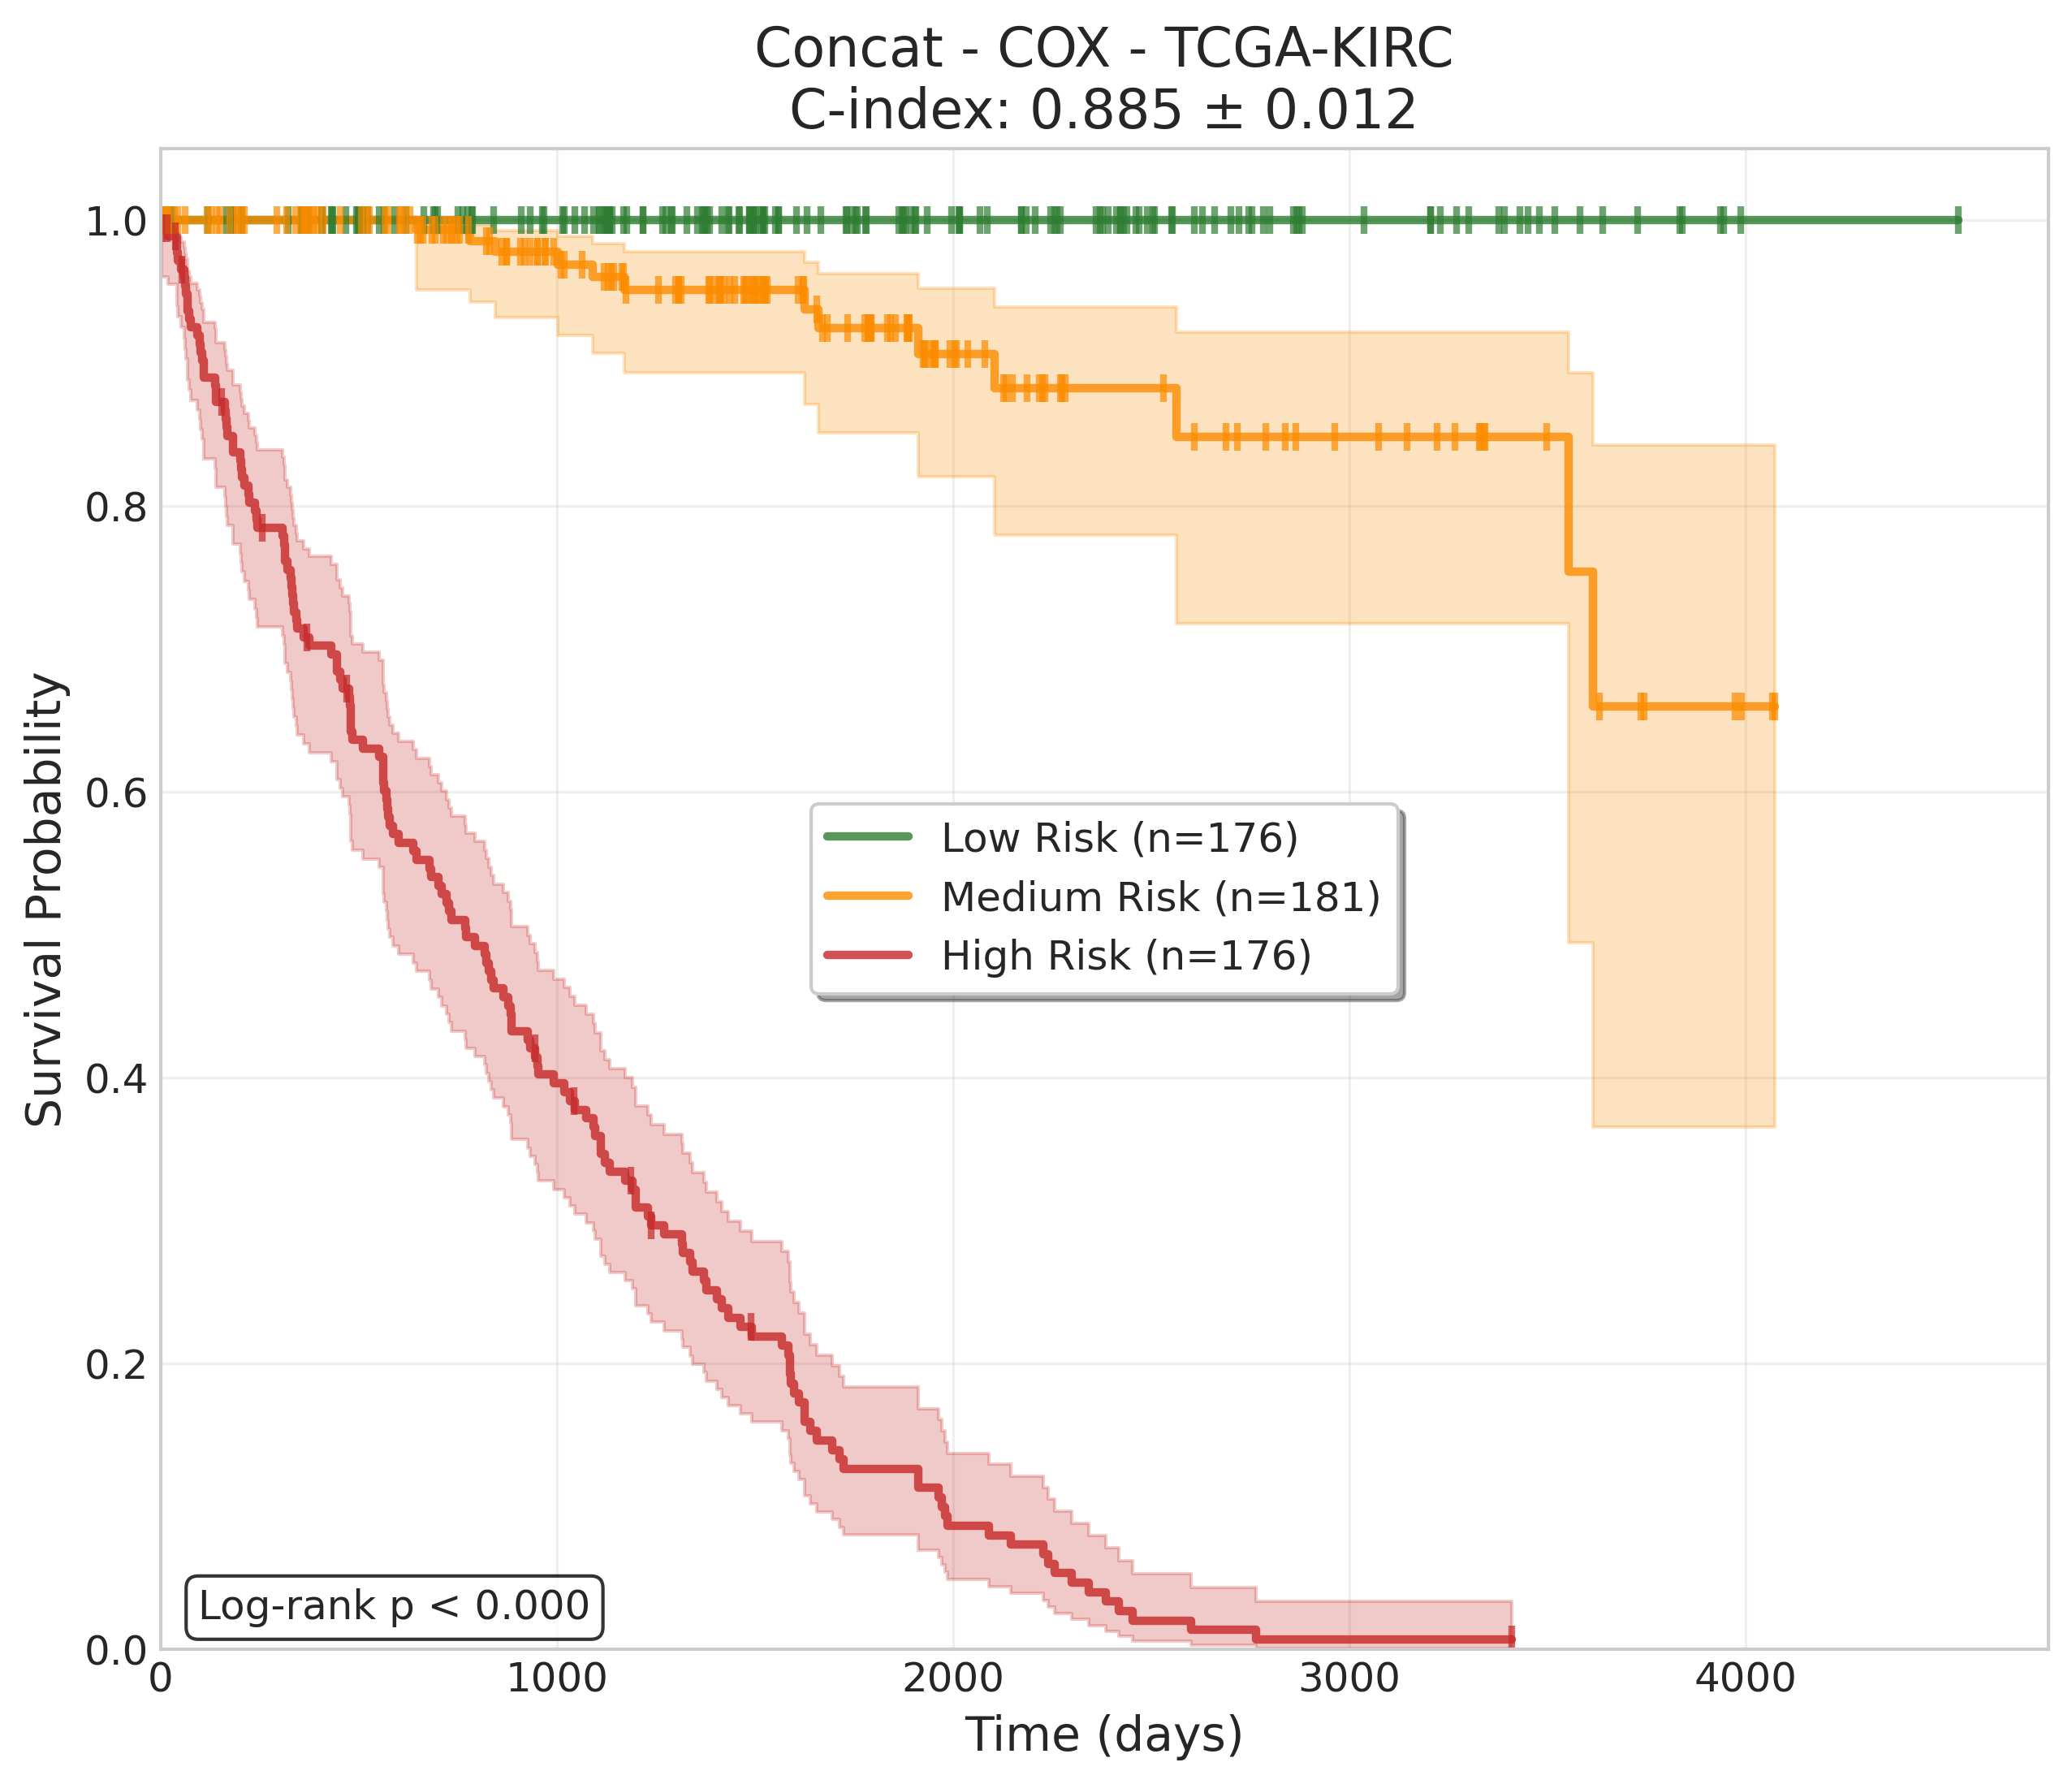 Concat - COX - TCGA-KIRC
C-index: 0.885 ± 0.012
Survival Probability
1.0
0.8
0.6
0.4
0.2
0.0
Low Risk (n=176)
Medium Risk (n=181)
High Risk (n=176)
Log-rank p < 0.000
0 1000 2000 3000 4000
Time (days)